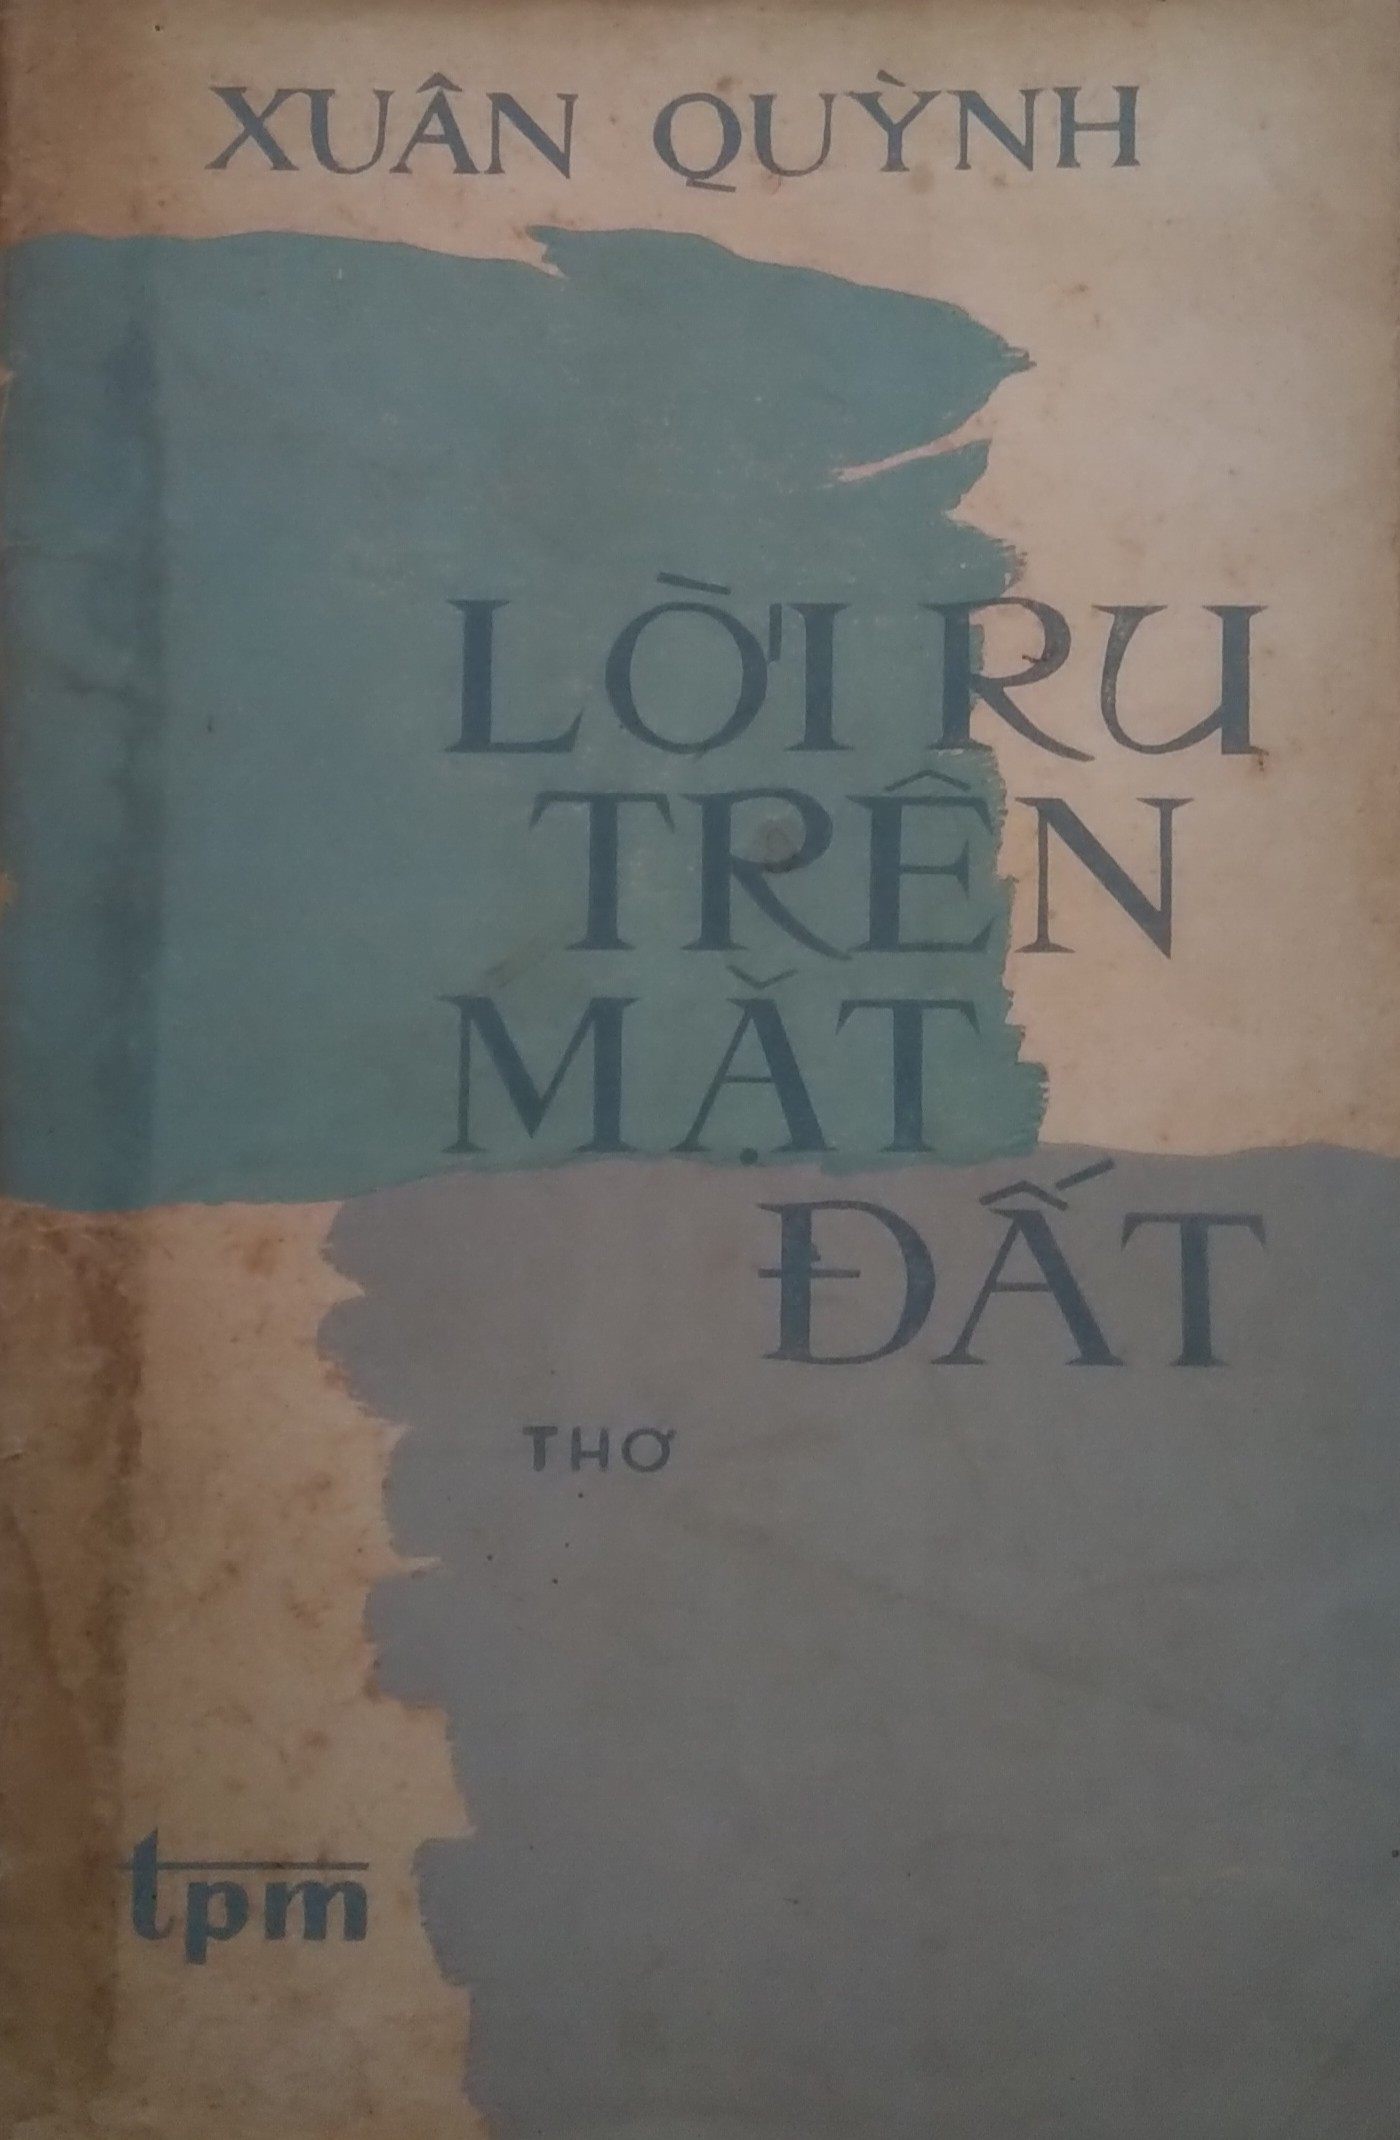 XUÂN QUỲNH
LỜI RU
TRÊN
MẶT
ĐẤT
THƠ
tpm